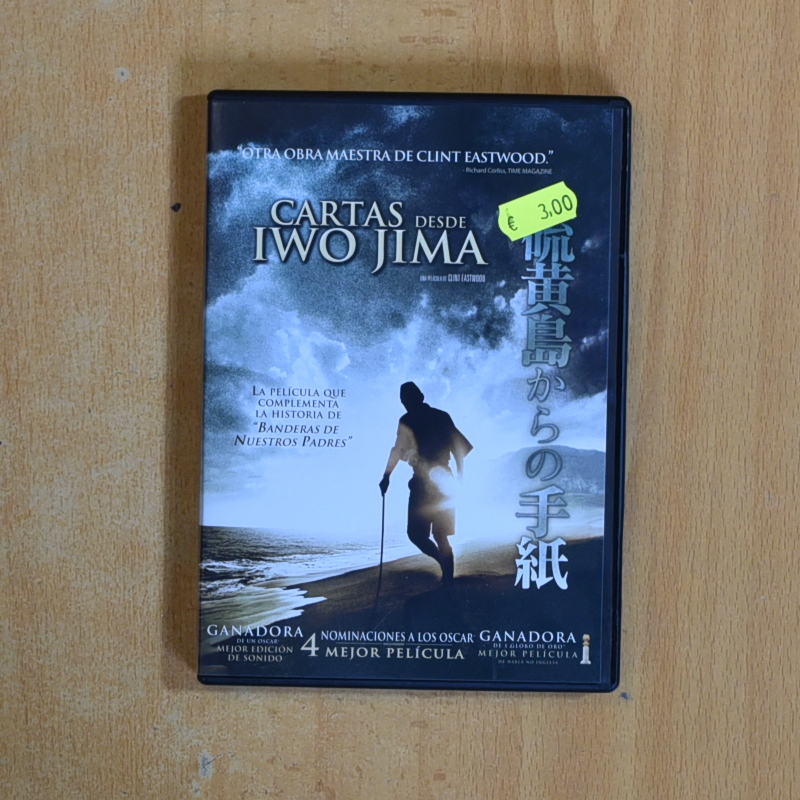 "OTRA OBRA MAESTRA DE CLINT EASTWOOD."
- Richard Corliss, TIME MAGAZINE
€ 3,00
CARTAS DESDE
IWO JIMA
UNA PELÍCULA DE CLINT EASTWOOD
硫黄島からの手紙
LA PELÍCULA QUE
COMPLEMENTA
LA HISTORIA DE
"BANDERAS DE
NUESTROS PADRES"
GANADORA
DE UN OSCAR
MEJOR EDICIÓN
DE SONIDO
4 NOMINACIONES A LOS OSCAR
MEJOR PELÍCULA
GANADORA
DE 1 GLOBO DE ORO
MEJOR PELÍCULA
DE HABLA NO INGLESA